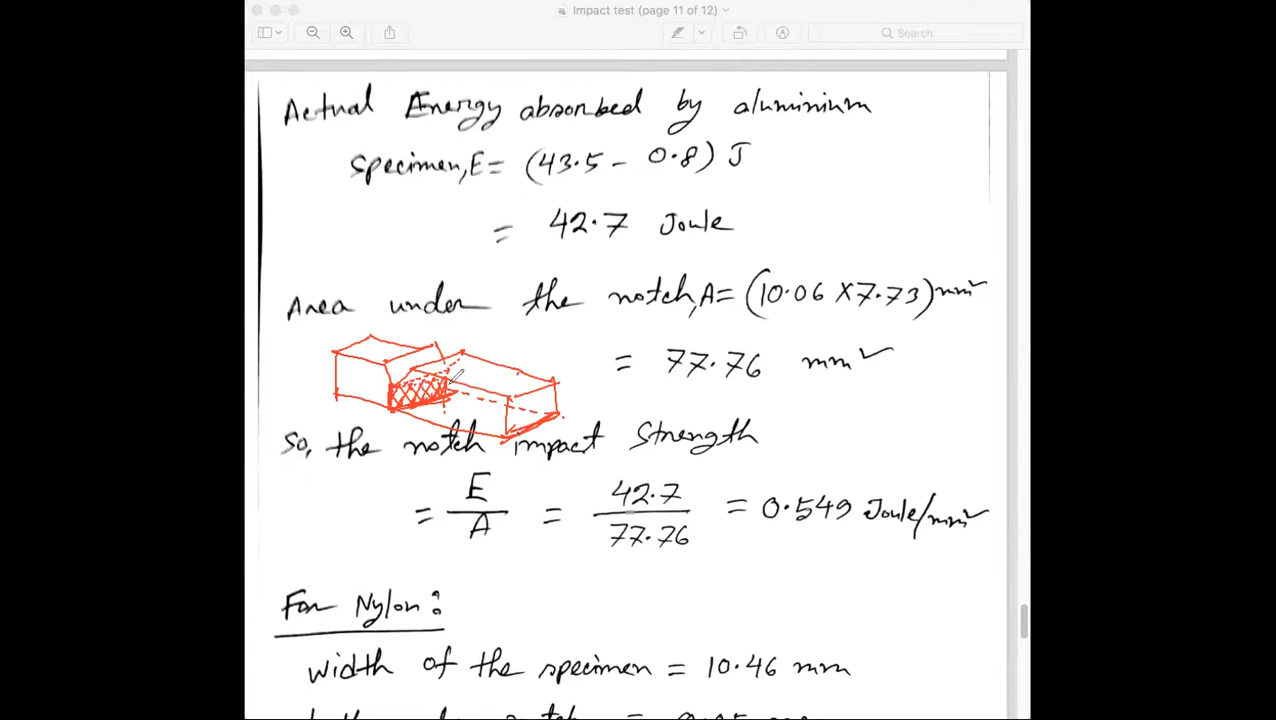 Impact test (page 11 of 12)
Search
Actual Energy absorbed by aluminium
specimen, E = (43.5 - 0.8) J
= 42.7 Joule
Area under the notch, A = (10.06 X 7.73) mm²
= 77.76 mm²
So, the notch impact strength
= E/A = 42.7/77.76 = 0.549 Joule/mm²
For Nylon:
width of the specimen = 10.46 mm